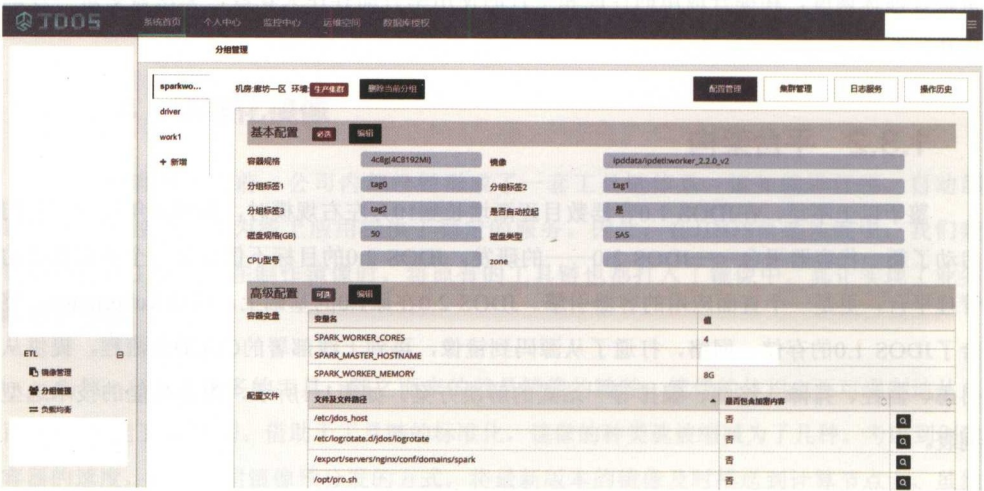 JDOS 系统首页 个人中心 监控中心 运维空间 数据库授权
分组管理
sparkwo...
driver
work1
+ 新增
机房:廊坊一区 环境: 生产集群 删除当前分组 配置管理 集群管理 日志服务 操作历史
基本配置 必选 编辑
容器规格 4c8g(4C8192M) 镜像 ipddata/ipdetl:worker_2.2.0_v2
分组标签1 tag0 分组标签2 tag1
分组标签3 tag2 是否自动拉起 是
磁盘规格(GB) 50 磁盘类型 SAS
CPU型号 zone
高级配置 可选 编辑
容器变量 变量名 值
SPARK_WORKER_CORES 4
SPARK_MASTER_HOSTNAME
SPARK_WORKER_MEMORY 8G
配置文件 文件及文件路径 是否包含加密内容
/etc/jdos_host 否
/etc/logrotate.d/jdos/logrotate 否
/export/servers/nginx/conf/domains/spark 否
/opt/pro.sh 否
ETL
镜像管理
分组管理
负载均衡